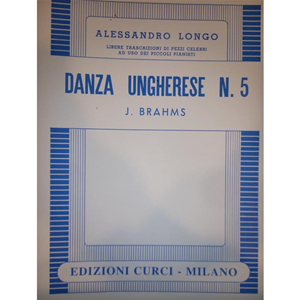 ALESSANDRO LONGO
LIBERE TRASCRIZIONI DI PEZZI CELEBRI
AD USO DEI PICCOLI PIANISTI
DANZA UNGHERESE N. 5
J. BRAHMS
EDIZIONI CURCI - MILANO